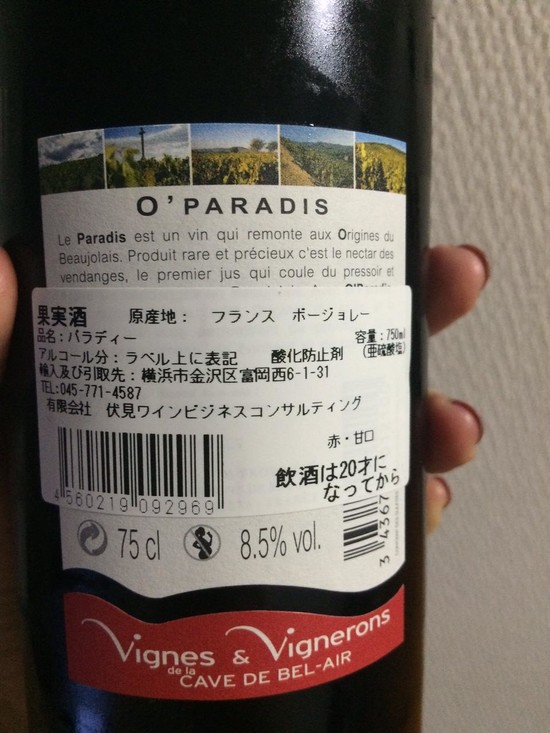 O'PARADIS
Le Paradis est un vin qui remonte aux Origines du
Beaujolais. Produit rare et précieux c'est le nectar des
vendanges, le premier jus qui coule du pressoir et
果実酒 原産地： フランス ボージョレー
品名：パラディー 容量：750ml
アルコール分：ラベル上に表記 酸化防止剤 （亜硫酸塩）
輸入及び引取先：横浜市金沢区富岡西6-1-31
TEL:045-771-4587
有限会社 伏見ワインビジネスコンサルティング
赤・甘口
飲酒は20才に
なってから
4560219092969
75 cl 8.5% vol.
3 4367
Vignes & Vignerons
de la
CAVE DE BEL-AIR